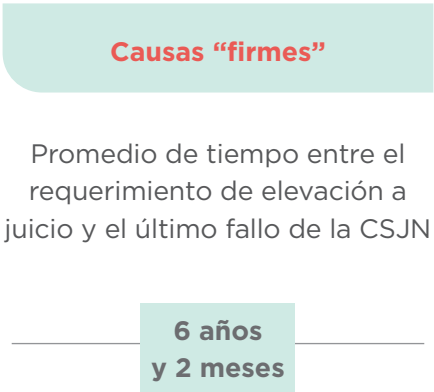 Causas “firmes”
Promedio de tiempo entre el
requerimiento de elevación a
juicio y el último fallo de la CSJN
6 años
y 2 meses